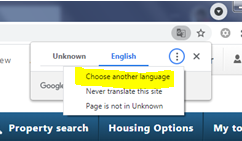 Unknown English
Choose another language
Google
Never translate this site
Page is not in Unknown
Property search Housing Options My to